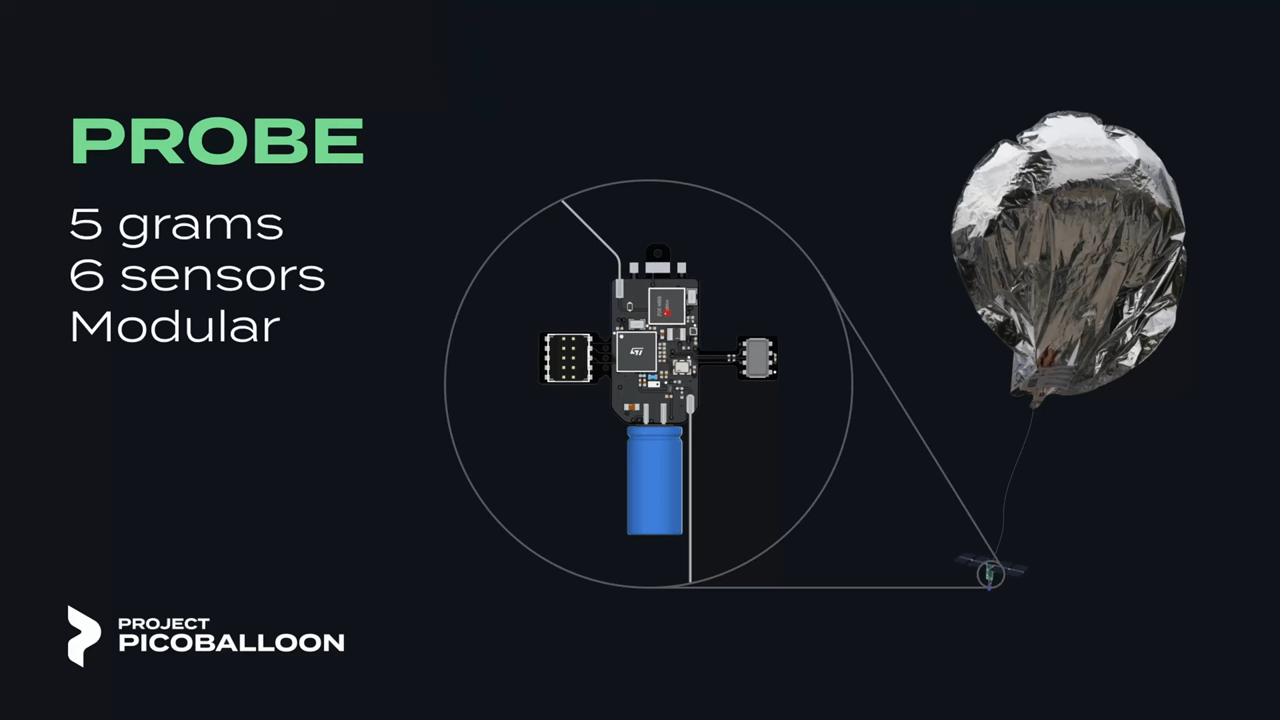 PROBE
5 grams
6 sensors
Modular
PROJECT
PICOBALLOON